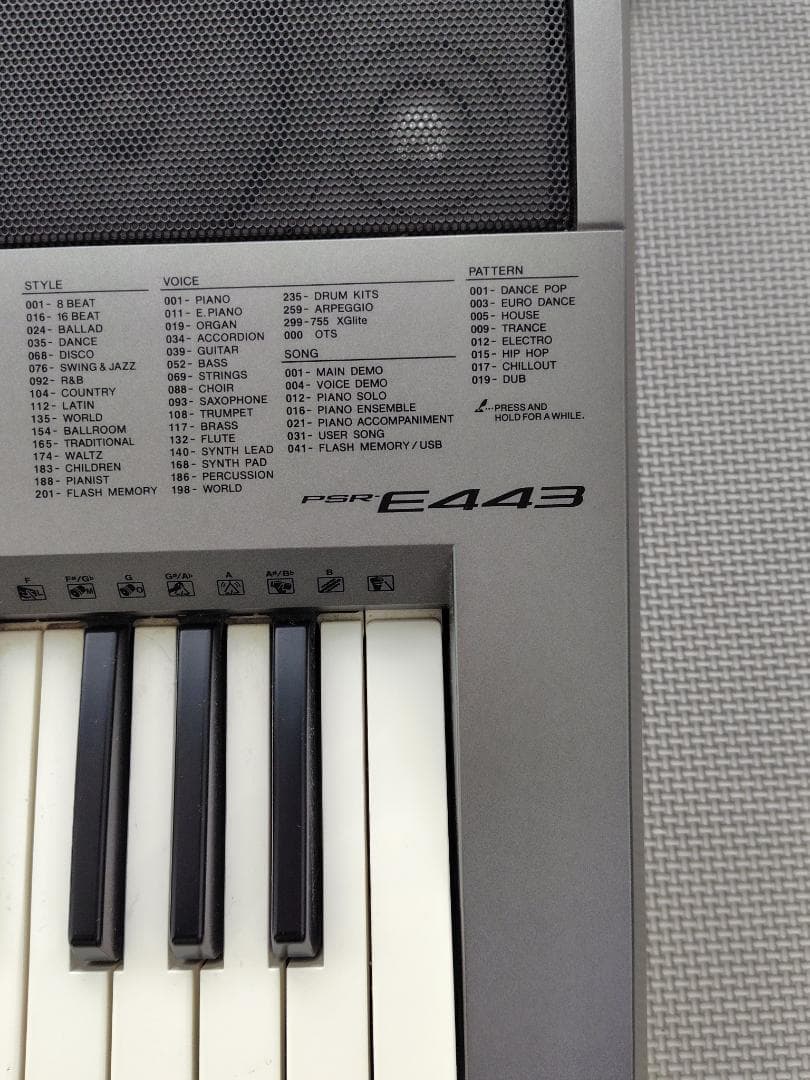 STYLE
001- 8 BEAT
016- 16 BEAT
024- BALLAD
035- DANCE
068- DISCO
076- SWING & JAZZ
092- R&B
104- COUNTRY
112- LATIN
135- WORLD
154- BALLROOM
165- TRADITIONAL
174- WALTZ
183- CHILDREN
188- PIANIST
201- FLASH MEMORY
VOICE
001- PIANO
011- E.PIANO
019- ORGAN
034- ACCORDION
039- GUITAR
052- BASS
069- STRINGS
088- CHOIR
093- SAXOPHONE
108- TRUMPET
117- BRASS
132- FLUTE
140- SYNTH LEAD
168- SYNTH PAD
186- PERCUSSION
198- WORLD
235- DRUM KITS
259- ARPEGGIO
299-755 XGlite
000 OTS
SONG
001- MAIN DEMO
004- VOICE DEMO
012- PIANO SOLO
016- PIANO ENSEMBLE
021- PIANO ACCOMPANIMENT
031- USER SONG
041- FLASH MEMORY/USB
PATTERN
001- DANCE POP
003- EURO DANCE
005- HOUSE
009- TRANCE
012- ELECTRO
015- HIP HOP
017- CHILLOUT
019- DUB
...PRESS AND
HOLD FOR A WHILE.
PSR-E443
F F#/G♭ G G#/A♭ A A#/B♭ B
L M O